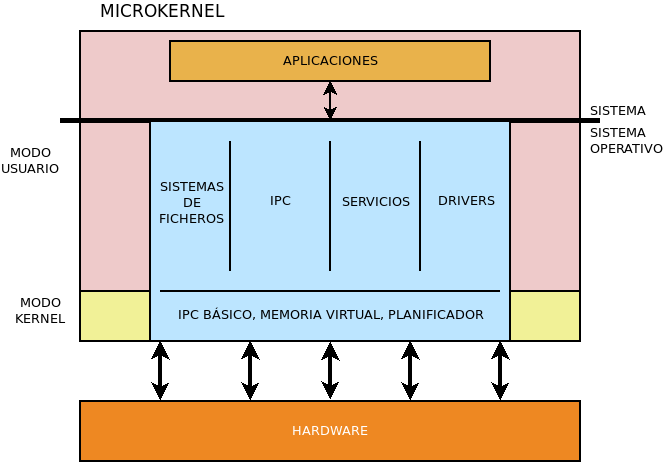 MICROKERNEL
APLICACIONES
SISTEMA
SISTEMA
OPERATIVO
MODO
USUARIO
SISTEMAS
DE
FICHEROS
IPC
SERVICIOS
DRIVERS
MODO
KERNEL
IPC BÁSICO, MEMORIA VIRTUAL, PLANIFICADOR
HARDWARE